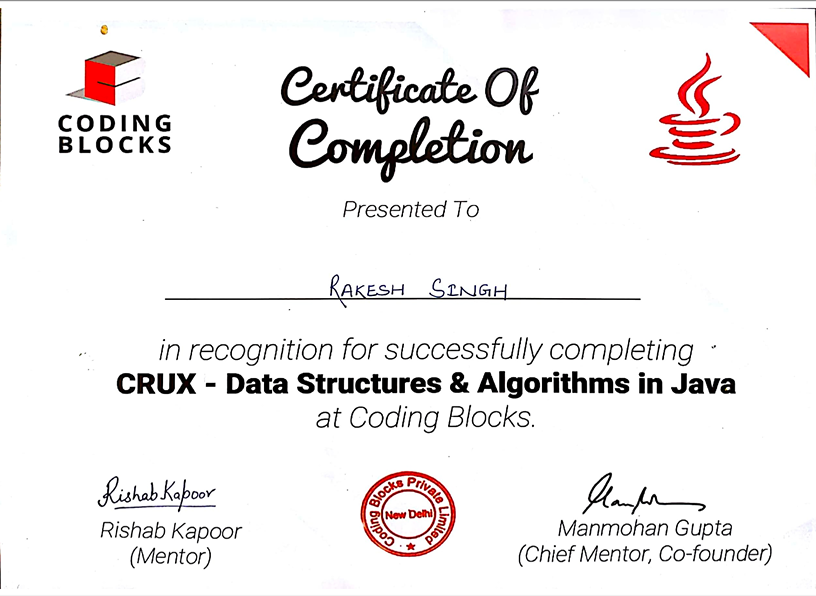 CODING
BLOCKS
Certificate Of
Completion
Presented To
RAKESH SINGH
in recognition for successfully completing
CRUX - Data Structures & Algorithms in Java
at Coding Blocks.
Rishab Kapoor
Rishab Kapoor
(Mentor)
Coding Blocks Private Limited
New Delhi
Manmohan Gupta
(Chief Mentor, Co-founder)